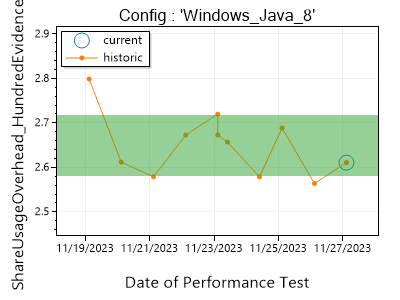 Config : 'Windows_Java_8'
current
historic
2.9
2.8
2.7
2.6
2.5
ShareUsageOverhead_HundredEvidence
11/19/2023 11/21/2023 11/23/2023 11/25/2023 11/27/2023
Date of Performance Test